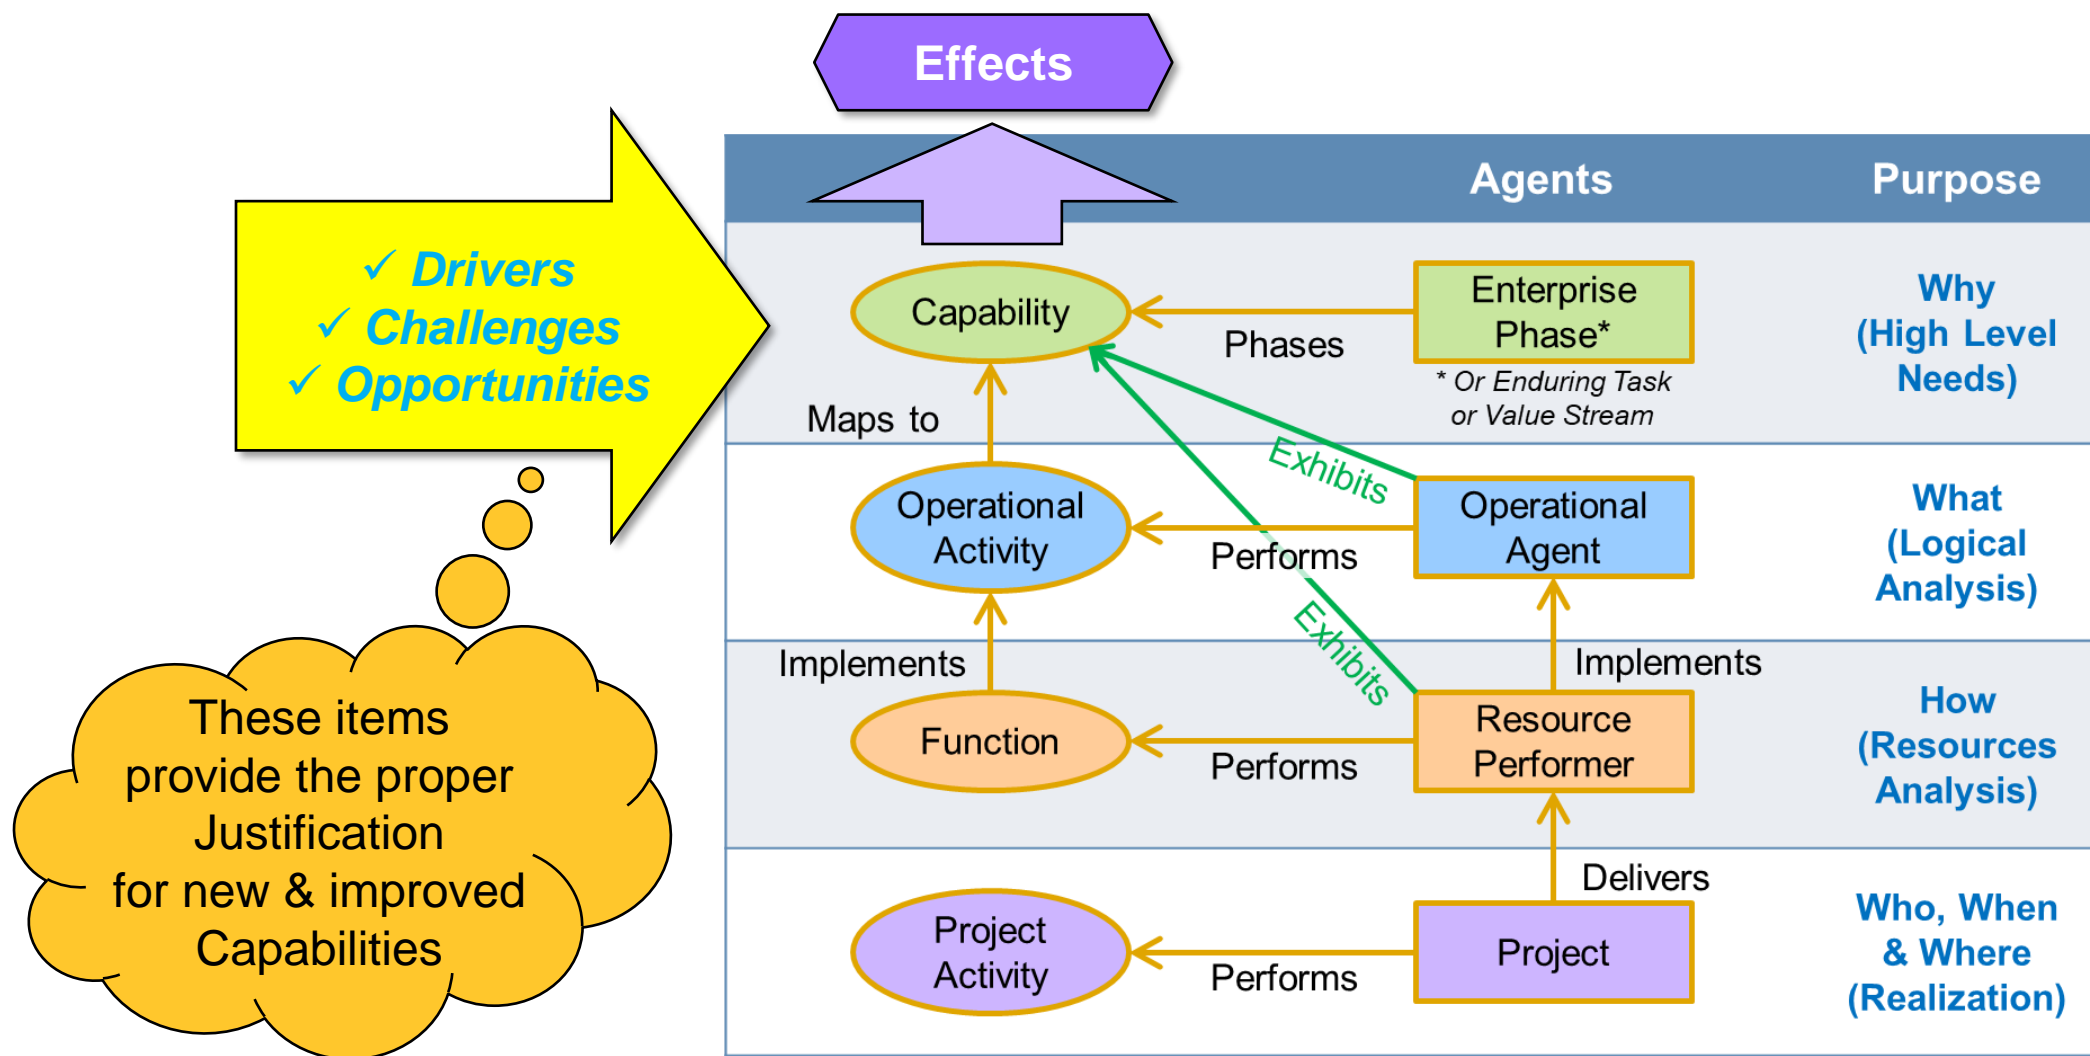 Effects
Agents
Purpose
✓ Drivers
✓ Challenges
✓ Opportunities
Capability
Phases
Enterprise
Phase*
* Or Enduring Task
or Value Stream
Why
(High Level
Needs)
Maps to
Exhibits
Operational
Activity
Performs
Operational
Agent
What
(Logical
Analysis)
Implements
Exhibits
Implements
Function
Performs
Resource
Performer
How
(Resources
Analysis)
Delivers
Project
Activity
Performs
Project
Who, When
& Where
(Realization)
These items
provide the proper
Justification
for new & improved
Capabilities